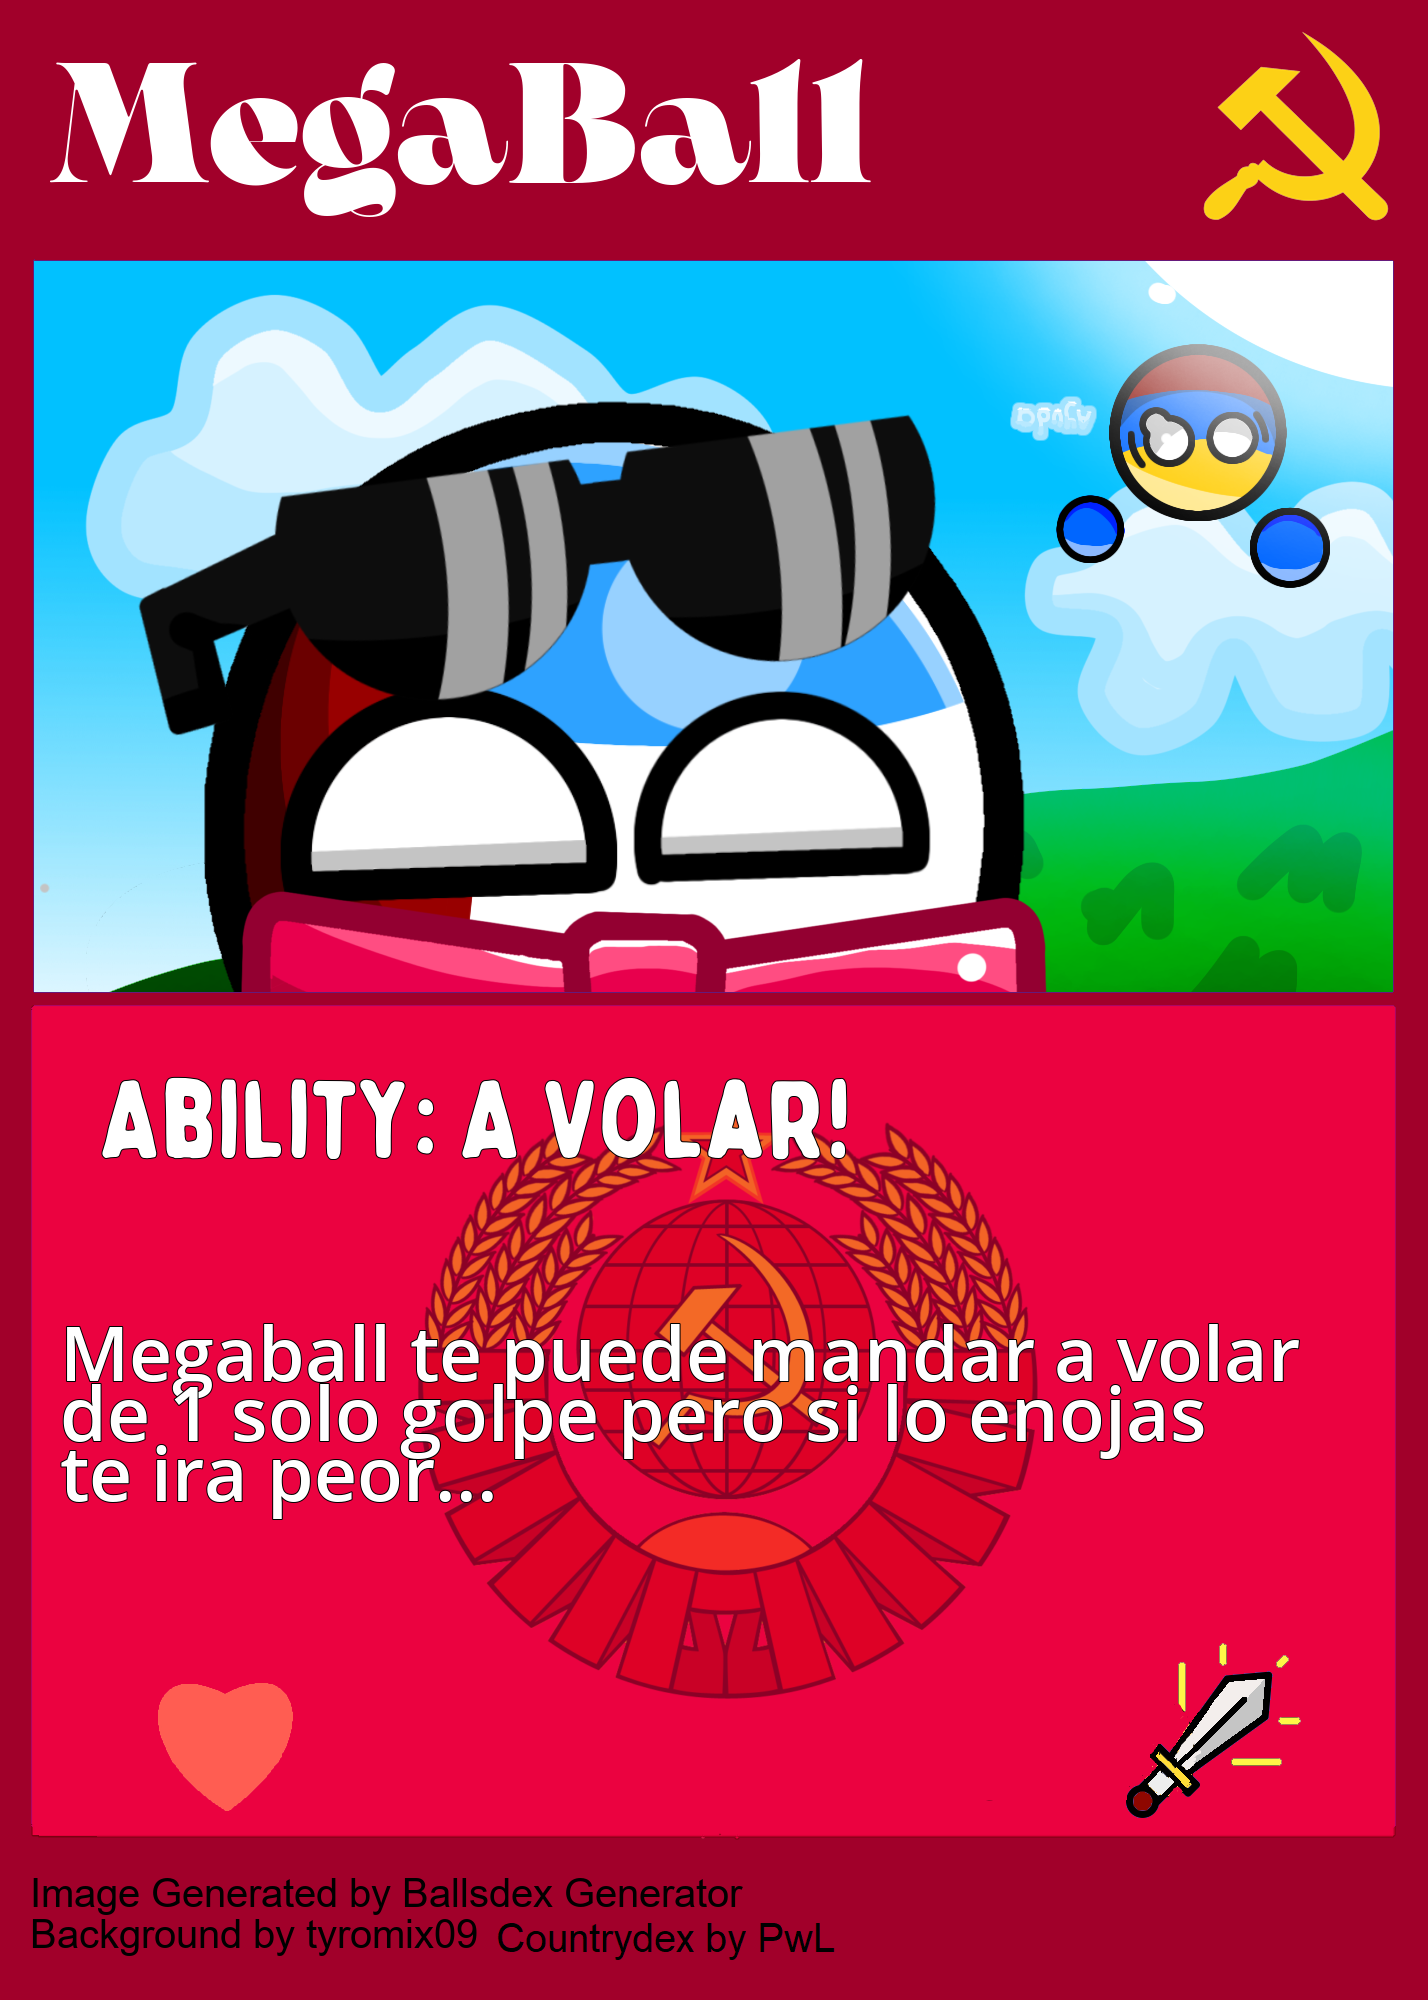 MegaBall
Ayuda
ABILITY: A VOLAR!
Megaball te puede mandar a volar
de 1 solo golpe pero si lo enojas
te ira peor...
Image Generated by Ballsdex Generator
Background by tyromix09 Countrydex by PwL